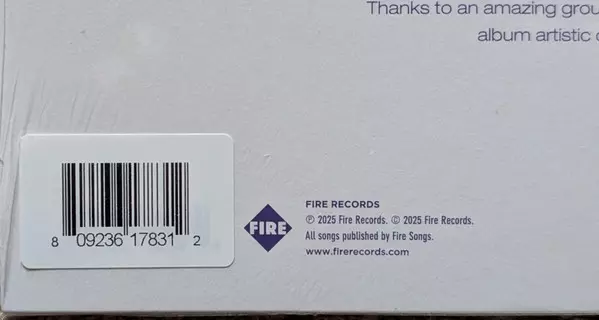 Thanks to an amazing grou
album artistic
8 09236 17831 2
FIRE
FIRE RECORDS
℗ 2025 Fire Records. © 2025 Fire Records.
All songs published by Fire Songs.
www.firerecords.com